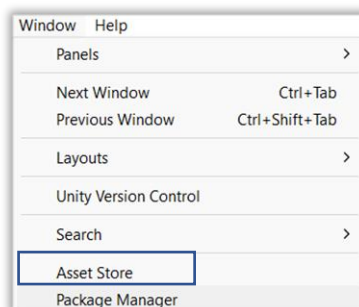 Window Help
Panels >
Next Window Ctrl+Tab
Previous Window Ctrl+Shift+Tab
Layouts >
Unity Version Control
Search >
Asset Store
Package Manager